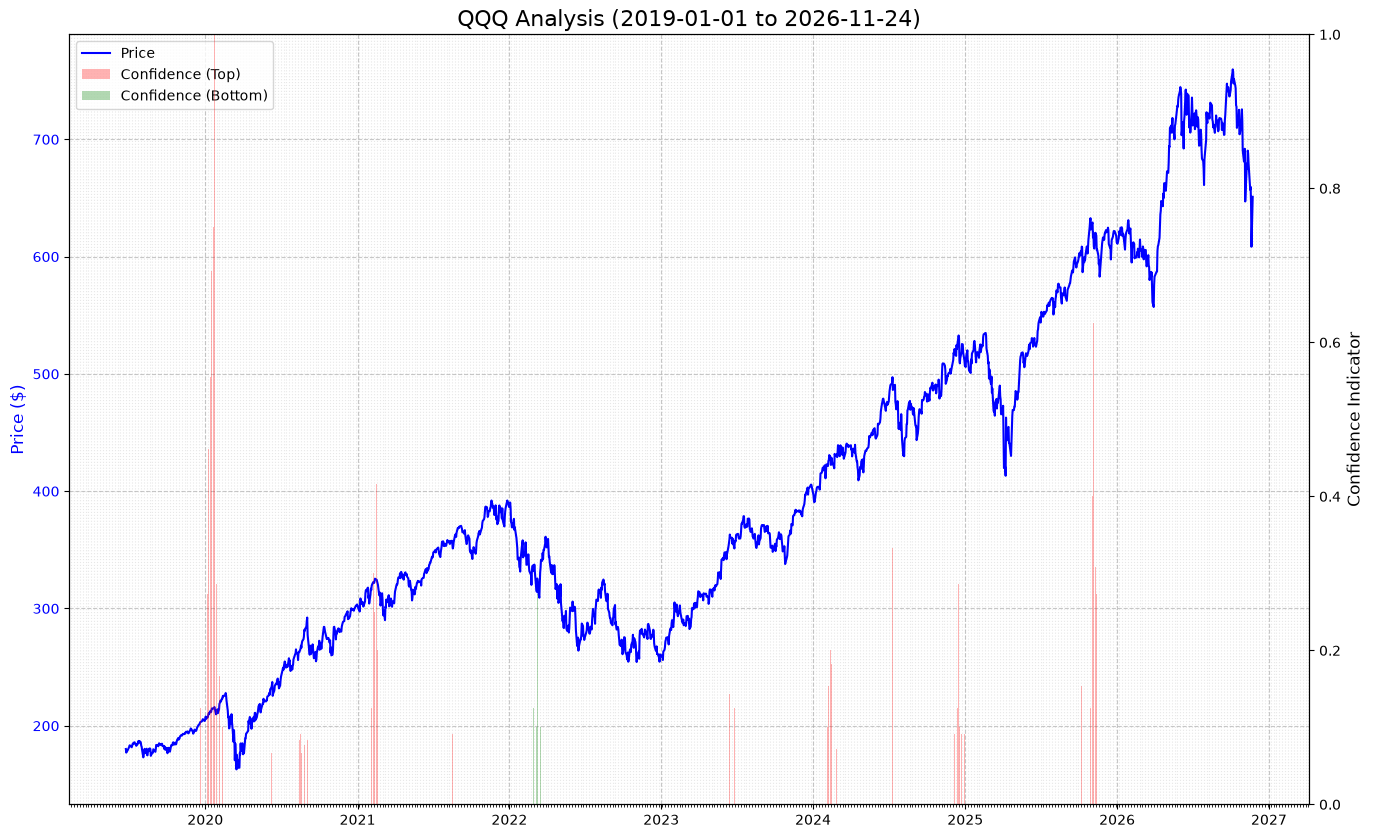 QQQ Analysis (2019-01-01 to 2026-11-24)
Price
Confidence (Top)
Confidence (Bottom)
Price ($)
700
600
500
400
300
200
1.0
0.8
0.6
0.4
0.2
0.0
Confidence Indicator
2020 2021 2022 2023 2024 2025 2026 2027